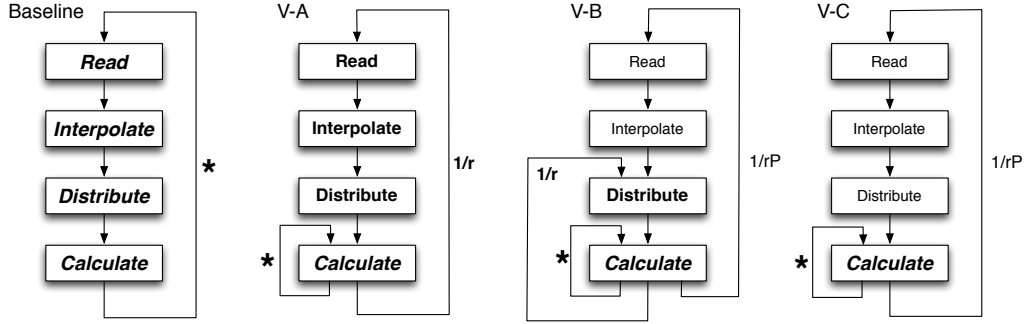 Baseline
Read
Interpolate
Distribute
Calculate
*
V-A
Read
Interpolate
Distribute
Calculate
*
1/r
V-B
Read
Interpolate
1/r
Distribute
*
Calculate
1/rP
V-C
Read
Interpolate
Distribute
Calculate
*
1/rP